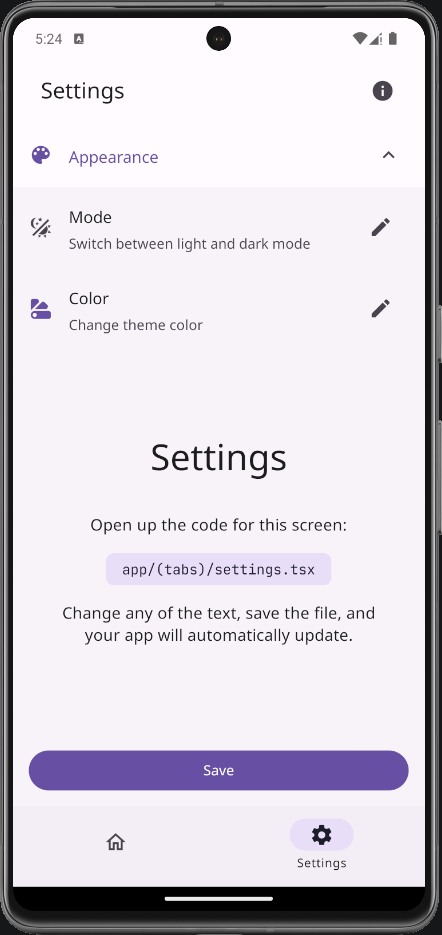 5:24
Settings
Appearance
Mode
Switch between light and dark mode
Color
Change theme color
Settings
Open up the code for this screen:
app/(tabs)/settings.tsx
Change any of the text, save the file, and
your app will automatically update.
Save
Settings